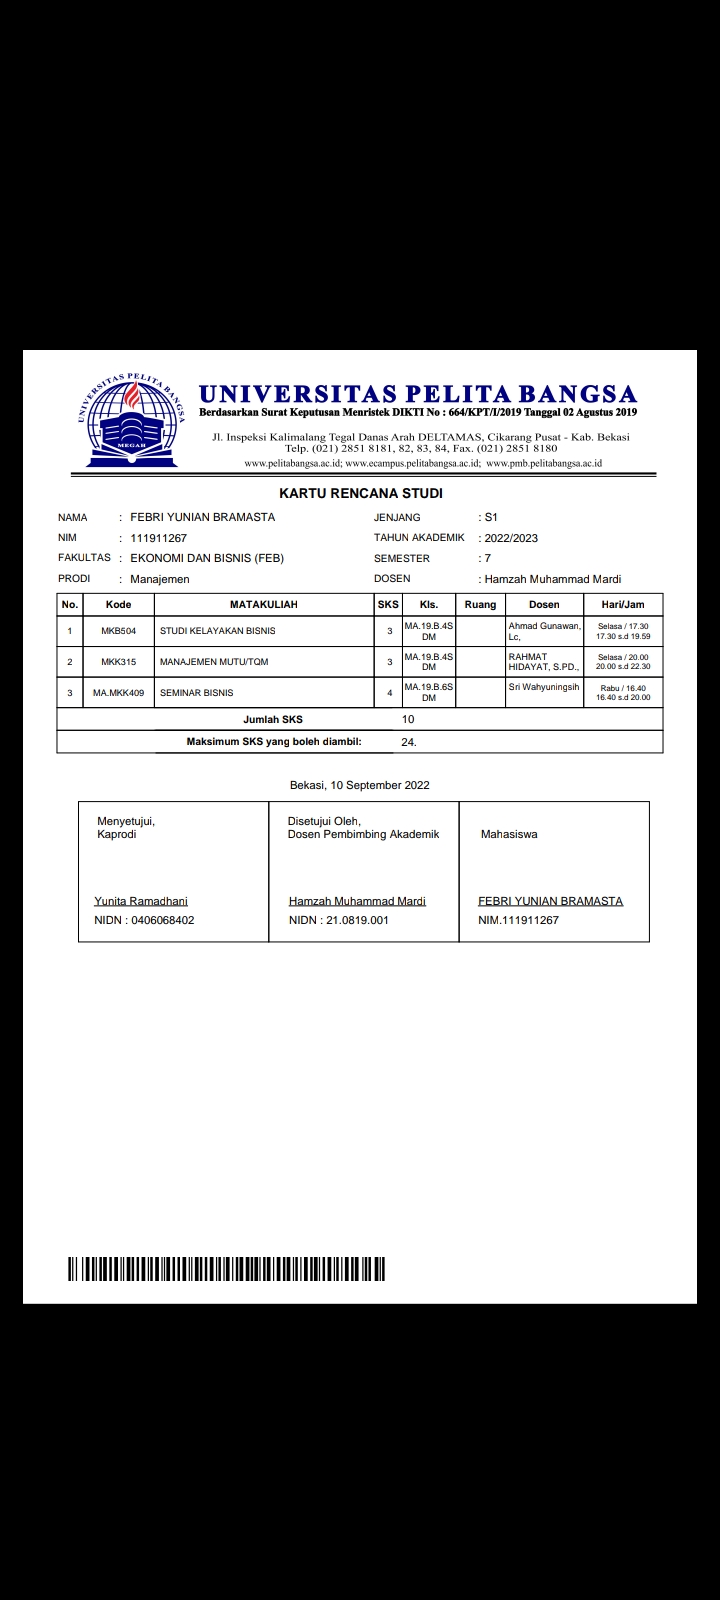 UNIVERSITAS PELITA BANGSA
MEGAH
UNIVERSITAS PELITA BANGSA
Berdasarkan Surat Keputusan Menristek DIKTI No : 664/KPT/I/2019 Tanggal 02 Agustus 2019
Jl. Inspeksi Kalimalang Tegal Danas Arah DELTAMAS, Cikarang Pusat - Kab. Bekasi
Telp. (021) 2851 8181, 82, 83, 84, Fax. (021) 2851 8180
www.pelitabangsa.ac.id; www.ecampus.pelitabangsa.ac.id; www.pmb.pelitabangsa.ac.id
KARTU RENCANA STUDI
NAMA : FEBRI YUNIAN BRAMASTA JENJANG : S1
NIM : 111911267 TAHUN AKADEMIK : 2022/2023
FAKULTAS : EKONOMI DAN BISNIS (FEB) SEMESTER : 7
PRODI : Manajemen DOSEN : Hamzah Muhammad Mardi
No. Kode MATAKULIAH SKS Kls. Ruang Dosen Hari/Jam
1 MKB504 STUDI KELAYAKAN BISNIS 3 MA.19.B.4S Ahmad Gunawan, Selasa / 17.30
DM Lc, 17.30 s.d 19.59
2 MKK315 MANAJEMEN MUTU/TQM 3 MA.19.B.4S RAHMAT Selasa / 20.00
DM HIDAYAT, S.PD., 20.00 s.d 22.30
3 MA.MKK409 SEMINAR BISNIS 4 MA.19.B.6S Sri Wahyuningsih Rabu / 16.40
DM 16.40 s.d 20.00
Jumlah SKS 10
Maksimum SKS yang boleh diambil: 24.
Bekasi, 10 September 2022
Menyetujui, Disetujui Oleh,
Kaprodi Dosen Pembimbing Akademik Mahasiswa
Yunita Ramadhani Hamzah Muhammad Mardi FEBRI YUNIAN BRAMASTA
NIDN : 0406068402 NIDN : 21.0819.001 NIM.111911267